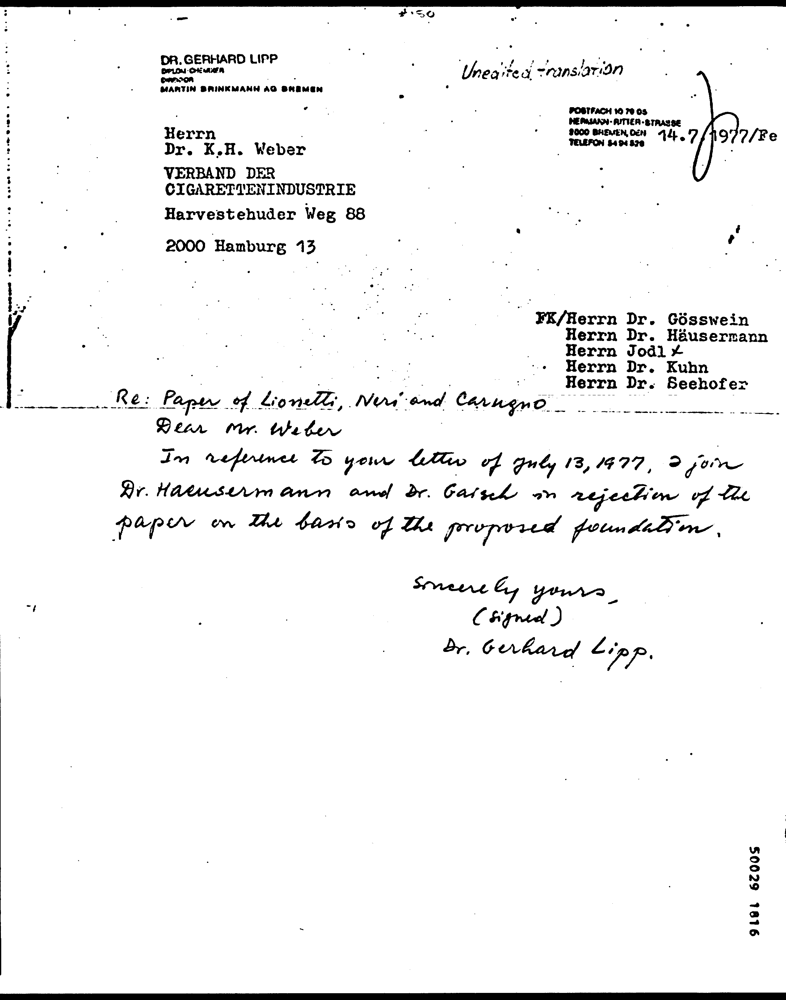 DR. GERHARD LIPP
DIPLOM-CHEMIKER
DIREKTOR
MARTIN BRINKMANN AG BREMEN
Unedited translation
POSTFACH 10 79 05
HERMANN-RITTER-STRASSE
2800 BREMEN, DEN 14.7.1977/Fe
TELEFON
Herrn
Dr. K.H. Weber
VERBAND DER
CIGARETTENINDUSTRIE
Harvestehuder Weg 88
2000 Hamburg 13
FK/Herrn Dr. Gösswein
Herrn Dr. Häusermann
Herrn Jodl
Herrn Dr. Kuhn
Herrn Dr. Seehofer
Re: Paper of Lionetti, Neri and Carugno
Dear Mr. Weber
In reference to your letter of July 13, 1977, I join
Dr. Haeusermann and Dr. Gaisch in rejection of the
paper on the basis of the proposed foundation.
Sincerely yours,
(signed)
Dr. Gerhard Lipp.
50029 1816